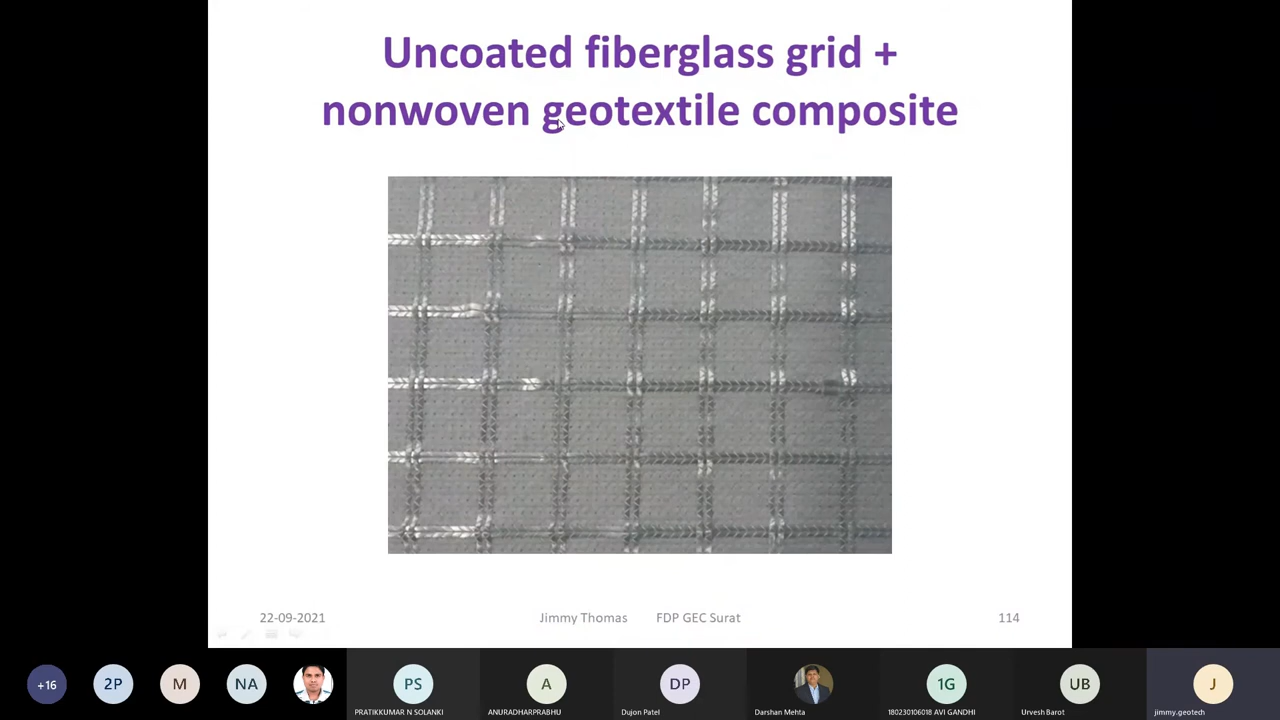 Uncoated fiberglass grid +
nonwoven geotextile composite
22-09-2021
Jimmy Thomas FDP GEC Surat
114
+16
2P
M
NA
PS
A
DP
1G
UB
J
PRATIKKUMAR N SOLANKI
ANURADHARPRABHU
Dujon Patel
Darshan Mehta
180230106018 AVI GANDHI
Urvesh Barot
jimmy.geotech